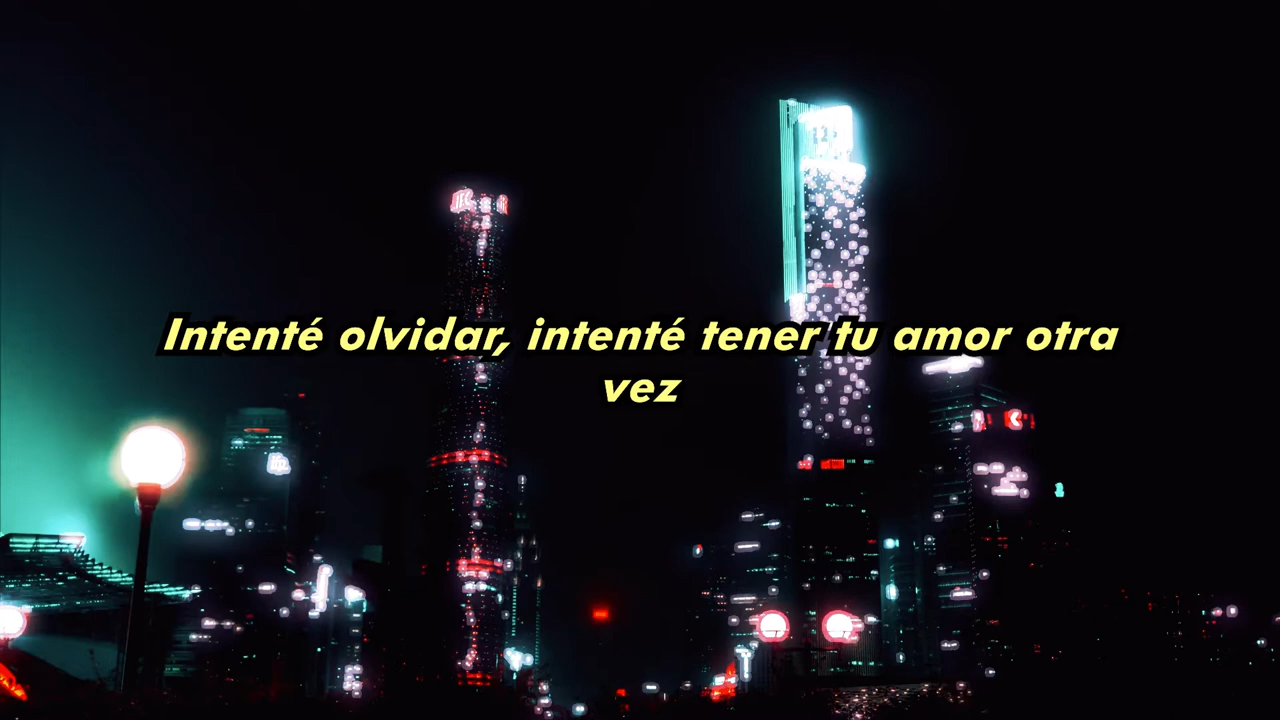 Intenté olvidar, intenté tener tu amor otra
vez